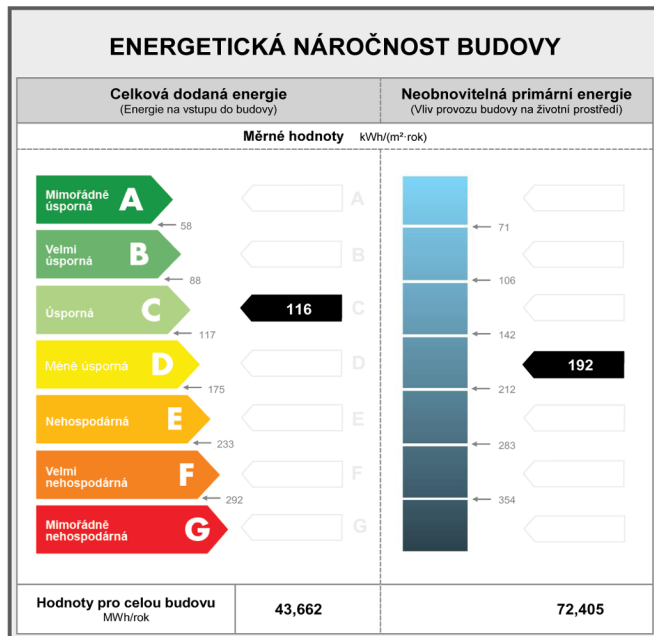 ENERGETICKÁ NÁROČNOST BUDOVY
Celková dodaná energie
(Energie na vstupu do budovy)
Neobnovitelná primární energie
(Vliv provozu budovy na životní prostředí)
Měrné hodnoty kWh/(m²·rok)
Mimořádně
úsporná
A
A
58
71
Velmi
úsporná
B
B
88
106
Úsporná
C
116
C
117
142
Méně úsporná
D
D
192
175
212
Nehospodárná
E
E
233
283
Velmi
nehospodárná
F
F
292
354
Mimořádně
nehospodárná
G
G
Hodnoty pro celou budovu
MWh/rok
43,662
72,405